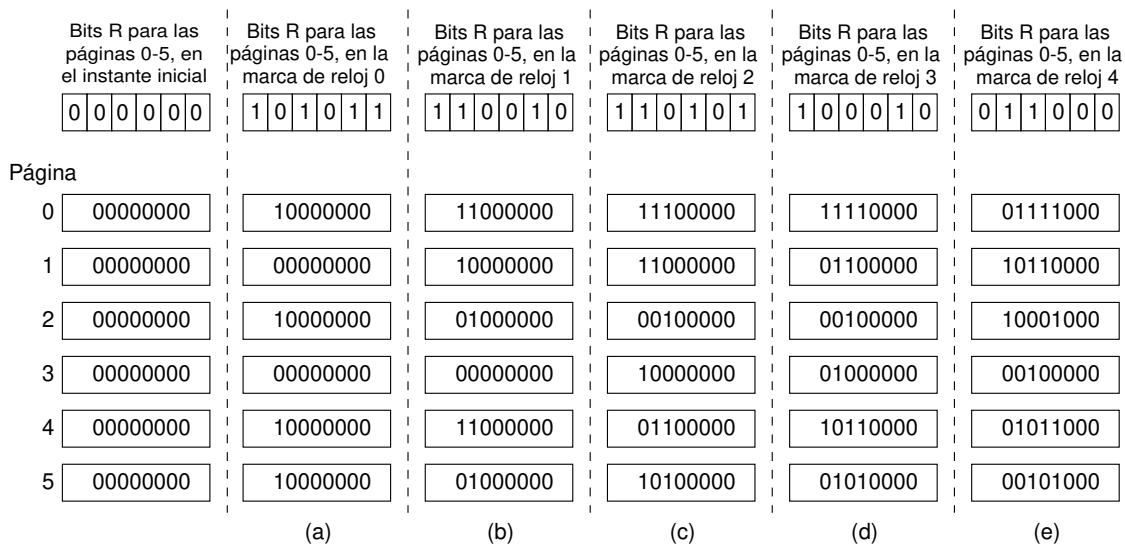 Bits R para las
páginas 0-5, en
el instante inicial
0 0 0 0 0 0
Bits R para las
páginas 0-5, en la
marca de reloj 0
1 0 1 0 1 1
Bits R para las
páginas 0-5, en la
marca de reloj 1
1 1 0 0 1 0
Bits R para las
páginas 0-5, en la
marca de reloj 2
1 1 0 1 0 1
Bits R para las
páginas 0-5, en la
marca de reloj 3
1 0 0 0 1 0
Bits R para las
páginas 0-5, en la
marca de reloj 4
0 1 1 0 0 0
Página
0 00000000 10000000 11000000 11100000 11110000 01111000
1 00000000 00000000 10000000 11000000 01100000 10110000
2 00000000 10000000 01000000 00100000 00100000 10001000
3 00000000 00000000 00000000 10000000 01000000 00100000
4 00000000 10000000 11000000 01100000 10110000 01011000
5 00000000 10000000 01000000 10100000 01010000 00101000
(a) (b) (c) (d) (e)